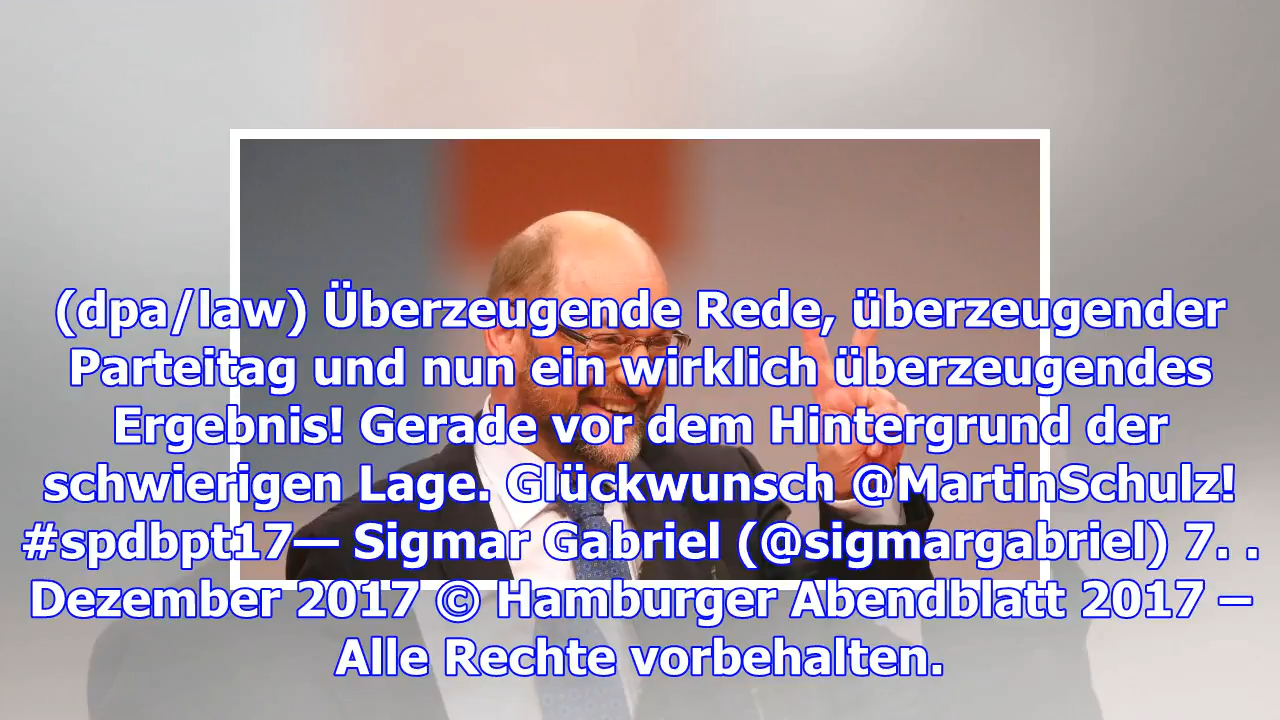 (dpa/law) Überzeugende Rede, überzeugender
Parteitag und nun ein wirklich überzeugendes
Ergebnis! Gerade vor dem Hintergrund der
schwierigen Lage. Glückwunsch @MartinSchulz!
#spdbpt17— Sigmar Gabriel (@sigmargabriel) 7. .
Dezember 2017 © Hamburger Abendblatt 2017 –
Alle Rechte vorbehalten.